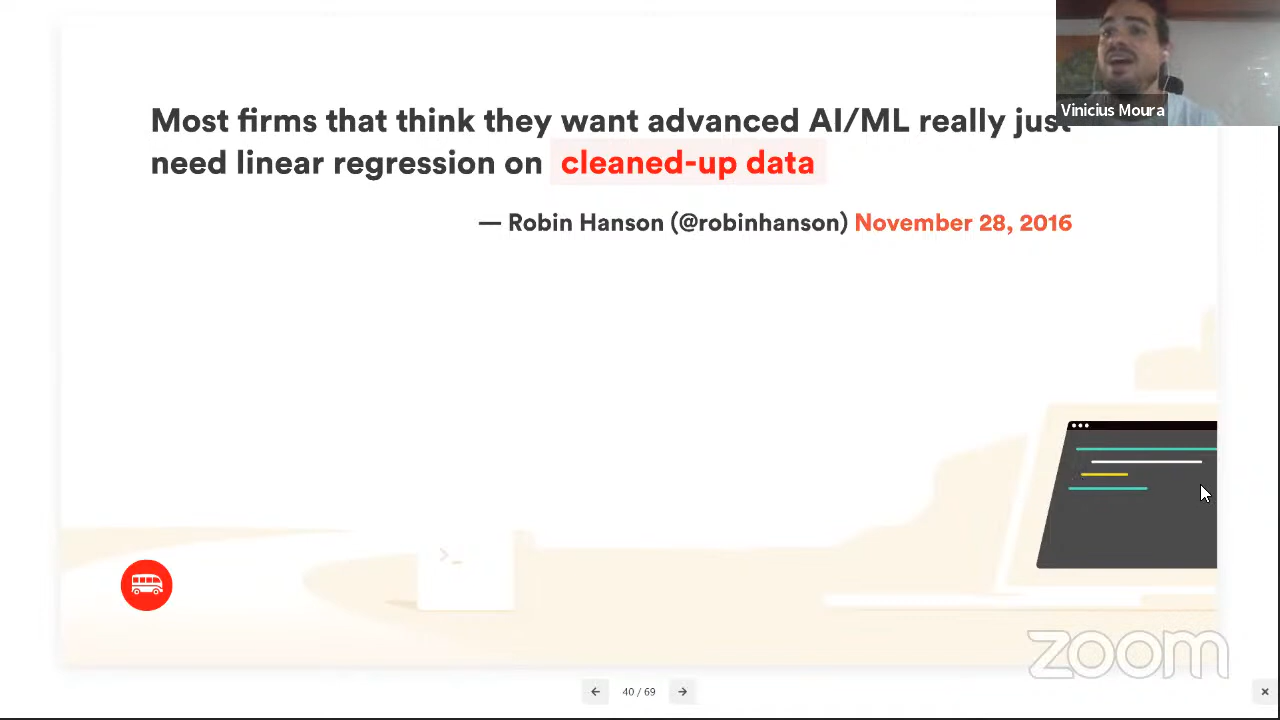 Most firms that think they want advanced AI/ML really just
Vinicius Moura
need linear regression on cleaned-up data
— Robin Hanson (@robinhanson) November 28, 2016
zoom
40 / 69